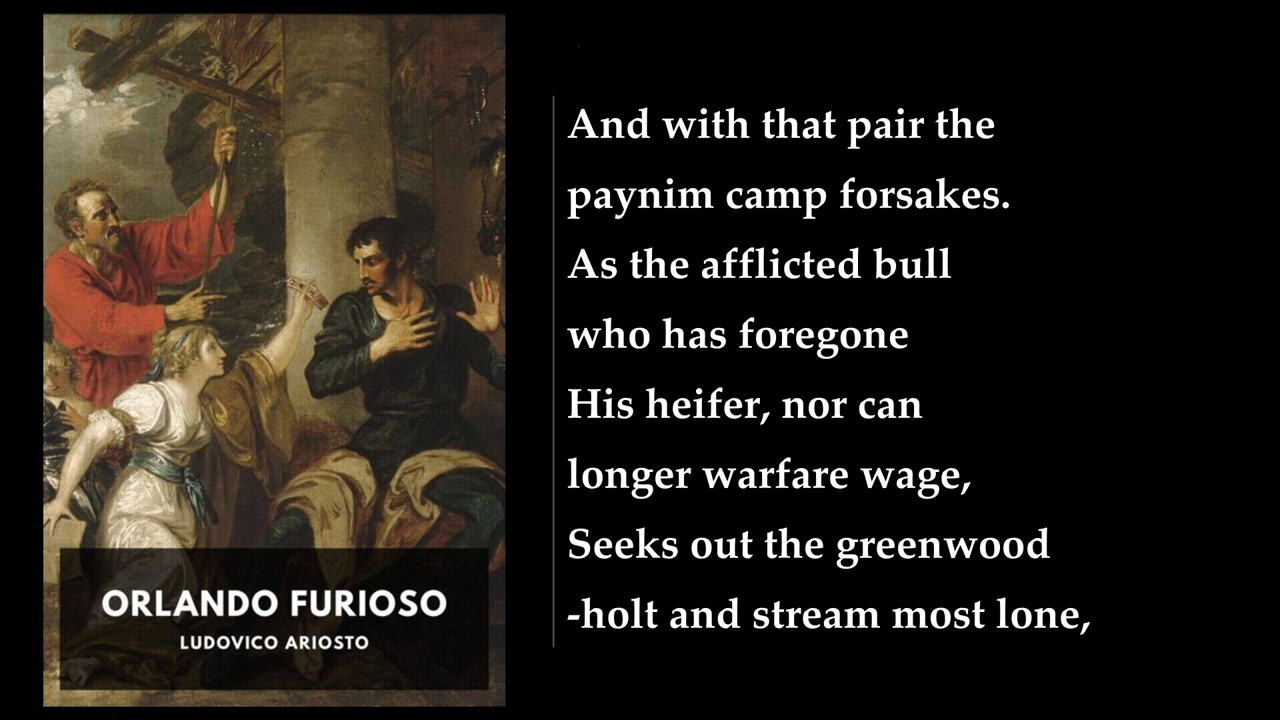 ORLANDO FURIOSO
LUDOVICO ARIOSTO
And with that pair the
paynim camp forsakes.
As the afflicted bull
who has foregone
His heifer, nor can
longer warfare wage,
Seeks out the greenwood
-holt and stream most lone,